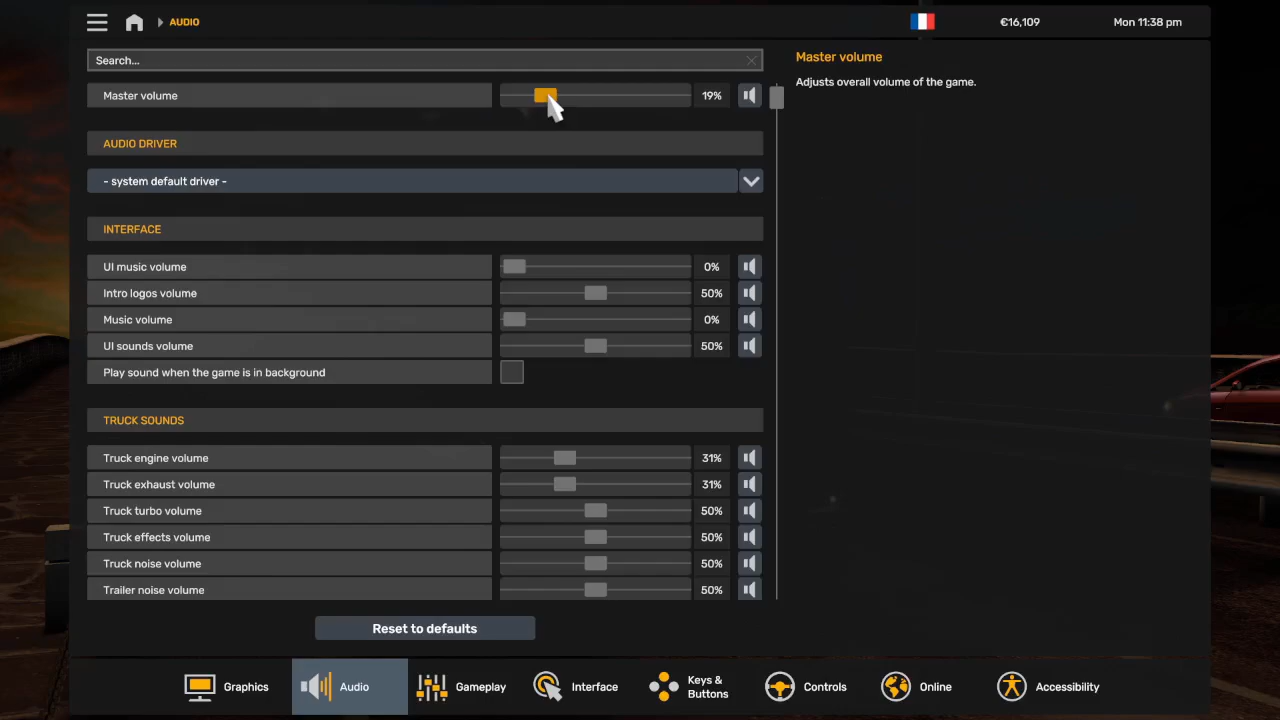 AUDIO
€16,109
Mon 11:38 pm
Search...
Master volume
19%
AUDIO DRIVER
- system default driver -
INTERFACE
UI music volume
0%
Intro logos volume
50%
Music volume
0%
UI sounds volume
50%
Play sound when the game is in background
TRUCK SOUNDS
Truck engine volume
31%
Truck exhaust volume
31%
Truck turbo volume
50%
Truck effects volume
50%
Truck noise volume
50%
Trailer noise volume
50%
Reset to defaults
Master volume
Adjusts overall volume of the game.
Graphics
Audio
Gameplay
Interface
Keys &
Buttons
Controls
Online
Accessibility